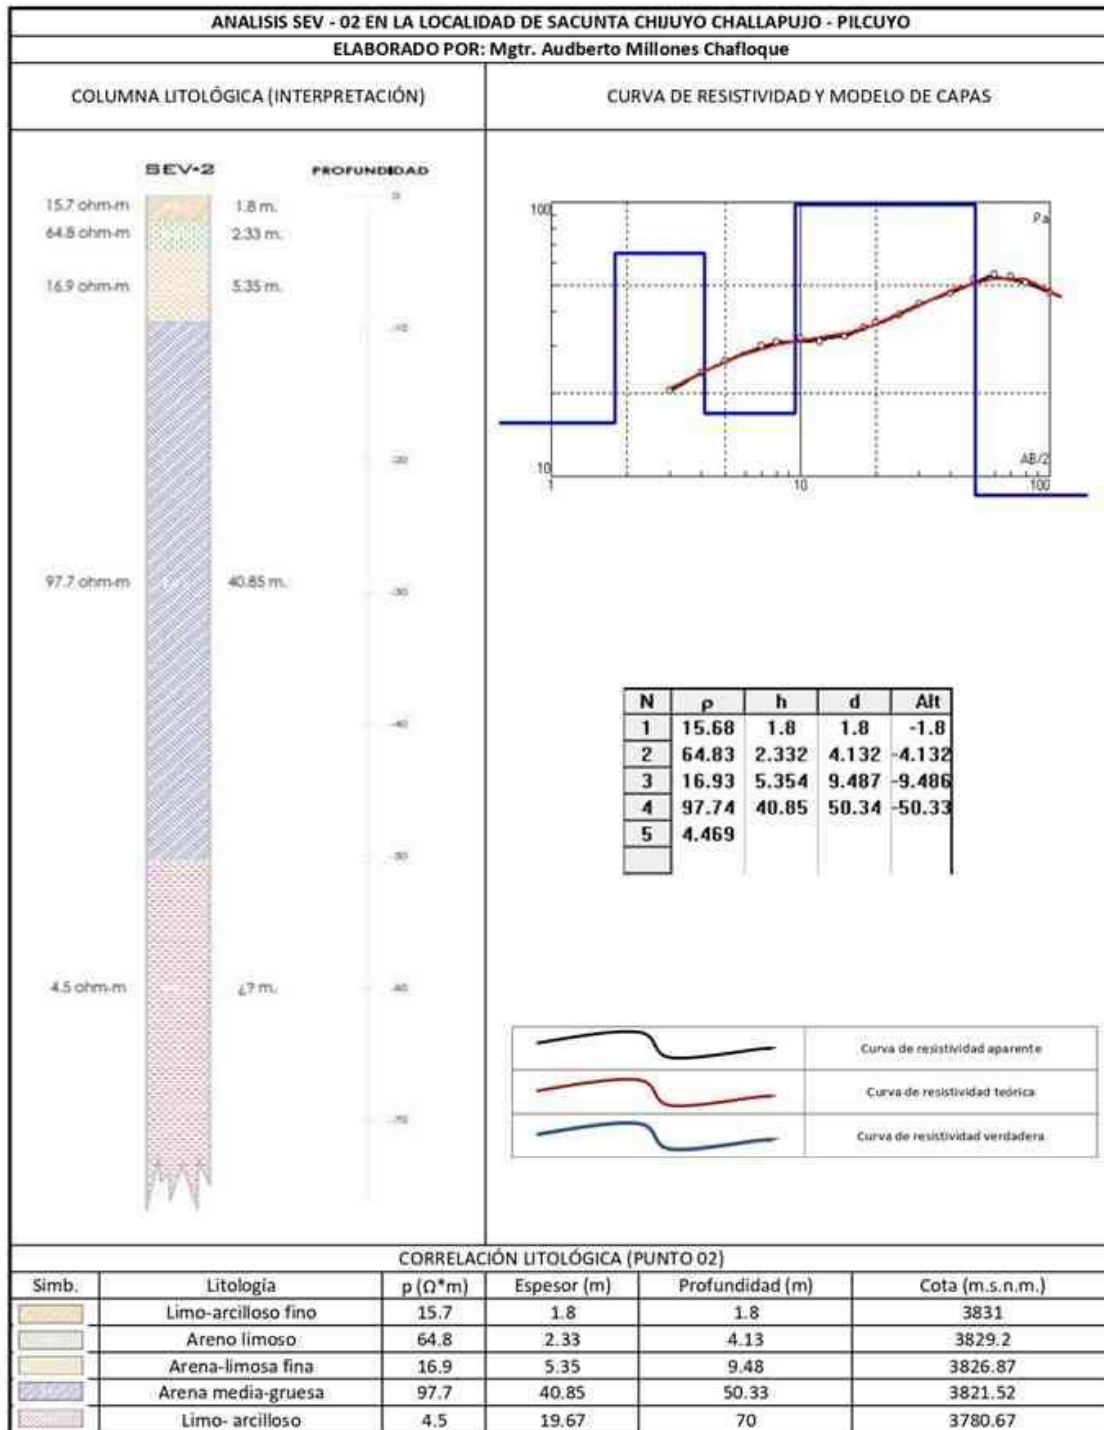 ANALISIS SEV - 02 EN LA LOCALIDAD DE SACUNTA CHIJUYO CHALLAPUJO - PILCUYO
ELABORADO POR: Mgtr. Audberto Millones Chafloque
COLUMNA LITOLÓGICA (INTERPRETACIÓN)
CURVA DE RESISTIVIDAD Y MODELO DE CAPAS
SEV-2 PROFUNDIDAD
15.7 ohm-m 1.8 m.
64.8 ohm-m 2.33 m.
16.9 ohm-m 5.35 m.
97.7 ohm-m 40.85 m.
4.5 ohm-m ¿? m.
0
-10
-20
-30
-40
-50
-60
-70
100 Pa
10 AB/2
1 10 100
N ρ h d Alt
1 15.68 1.8 1.8 -1.8
2 64.83 2.332 4.132 -4.132
3 16.93 5.354 9.487 -9.486
4 97.74 40.85 50.34 -50.33
5 4.469
Curva de resistividad aparente
Curva de resistividad teórica
Curva de resistividad verdadera
CORRELACIÓN LITOLÓGICA (PUNTO 02)
Simb. Litología p (Ω*m) Espesor (m) Profundidad (m) Cota (m.s.n.m.)
Limo-arcilloso fino 15.7 1.8 1.8 3831
Areno limoso 64.8 2.33 4.13 3829.2
Arena-limosa fina 16.9 5.35 9.48 3826.87
Arena media-gruesa 97.7 40.85 50.33 3821.52
Limo- arcilloso 4.5 19.67 70 3780.67